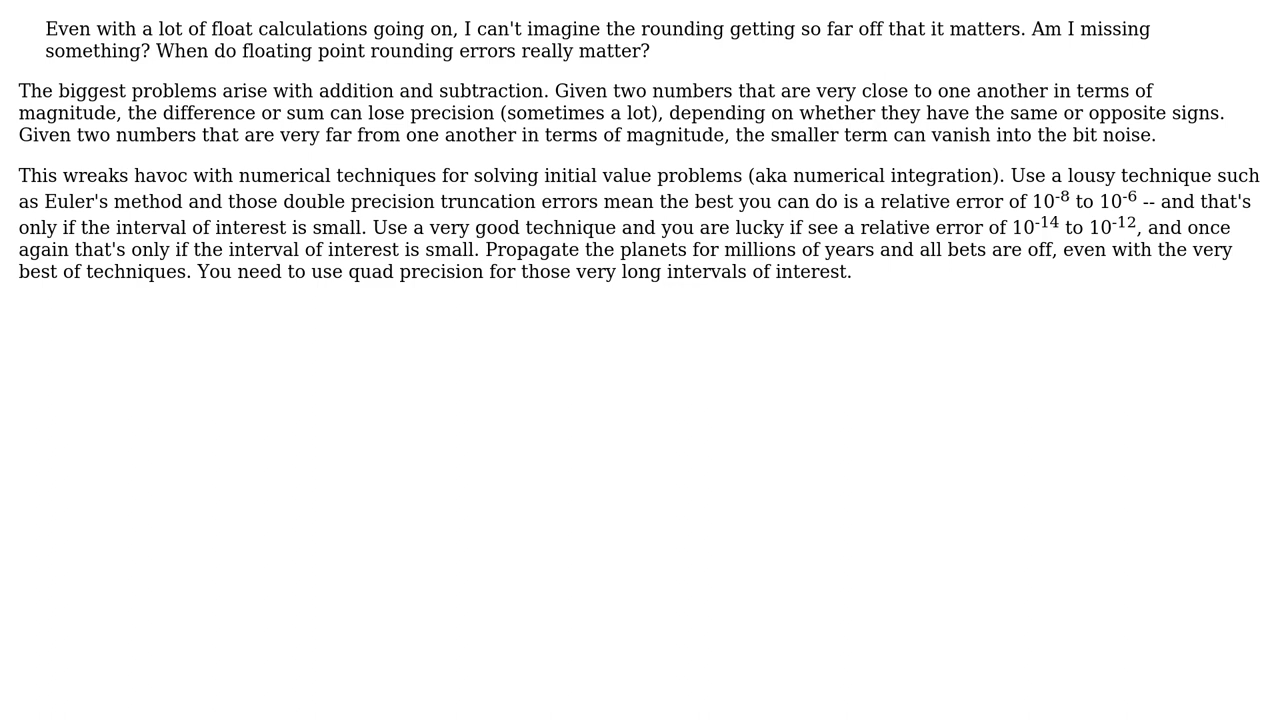 Even with a lot of float calculations going on, I can't imagine the rounding getting so far off that it matters. Am I missing
something? When do floating point rounding errors really matter?
The biggest problems arise with addition and subtraction. Given two numbers that are very close to one another in terms of
magnitude, the difference or sum can lose precision (sometimes a lot), depending on whether they have the same or opposite signs.
Given two numbers that are very far from one another in terms of magnitude, the smaller term can vanish into the bit noise.
This wreaks havoc with numerical techniques for solving initial value problems (aka numerical integration). Use a lousy technique such
as Euler's method and those double precision truncation errors mean the best you can do is a relative error of 10⁻⁸ to 10⁻⁶ -- and that's
only if the interval of interest is small. Use a very good technique and you are lucky if see a relative error of 10⁻¹⁴ to 10⁻¹², and once
again that's only if the interval of interest is small. Propagate the planets for millions of years and all bets are off, even with the very
best of techniques. You need to use quad precision for those very long intervals of interest.